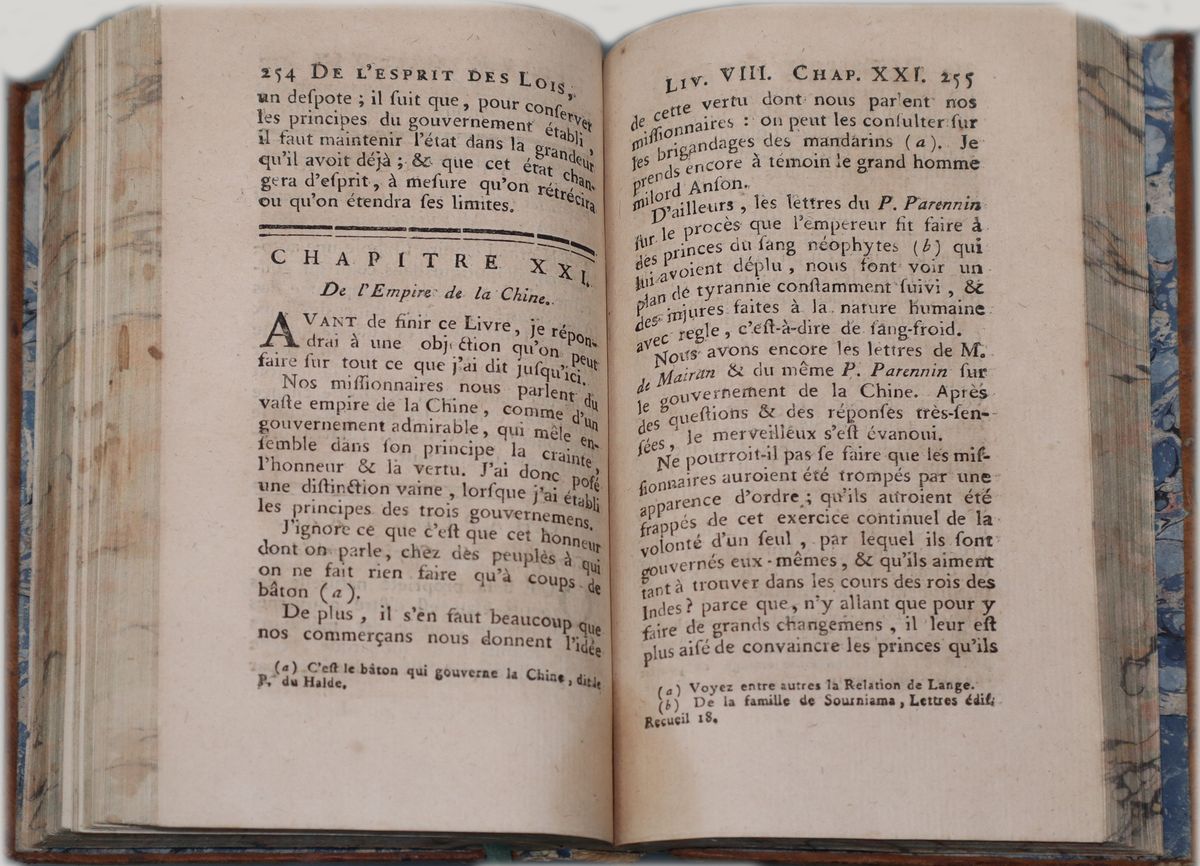 254 DE L'ESPRIT DES LOIS,
un deſpote ; il ſuit que, pour conſerver
les principes du gouvernement établi,
il faut maintenir l'état dans la grandeur
qu'il avoit déjà ; & que cet état chan-
gera d'eſprit, à meſure qu'on rétrécira
ou qu'on étendra ſes limites.
CHAPITRE XXI.
De l'Empire de la Chine.
AVANT de finir ce Livre, je répon-
drai à une objection qu'on peut
faire ſur tout ce que j'ai dit juſqu'ici.
Nos miſſionnaires nous parlent du
vaſte empire de la Chine, comme d'un
gouvernement admirable, qui mêle en-
ſemble dans ſon principe la crainte,
l'honneur & la vertu. J'ai donc poſé
une diſtinction vaine, lorſque j'ai établi
les principes des trois gouvernemens.
J'ignore ce que c'eſt que cet honneur
dont on parle, chez des peuples à qui
on ne fait rien faire qu'à coups de
bâton (a).
De plus, il s'en faut beaucoup que
nos commerçans nous donnent l'idée
(a) C'eſt le bâton qui gouverne la Chine, dit le
P. du Halde.
LIV. VIII. CHAP. XXI. 255
de cette vertu dont nous parlent nos
miſſionnaires : on peut les conſulter ſur
les brigandages des mandarins (a). Je
prends encore à témoin le grand homme
milord Anſon.
D'ailleurs, les lettres du P. Parennin
ſur le procès que l'empereur fit faire à
des princes du ſang néophytes (b) qui
lui avoient déplu, nous font voir un
plan de tyrannie conſtamment ſuivi, &
des injures faites à la nature humaine
avec regle, c'eſt-à-dire de ſang-froid.
Nous avons encore les lettres de M.
de Mairan & du même P. Parennin ſur
le gouvernement de la Chine. Après
des queſtions & des réponſes très-ſen-
ſées, le merveilleux s'eſt évanoui.
Ne pourroit-il pas ſe faire que les miſ-
ſionnaires auroient été trompés par une
apparence d'ordre ; qu'ils auroient été
frappés de cet exercice continuel de la
volonté d'un ſeul, par lequel ils ſont
gouvernés eux-mêmes, & qu'ils aiment
tant à trouver dans les cours des rois des
Indes ? parce que, n'y allant que pour y
faire de grands changemens, il leur eſt
plus aiſé de convaincre les princes qu'ils
(a) Voyez entre autres la Relation de Lange.
(b) De la famille de Sourniama, Lettres édif.
Recueil 18.